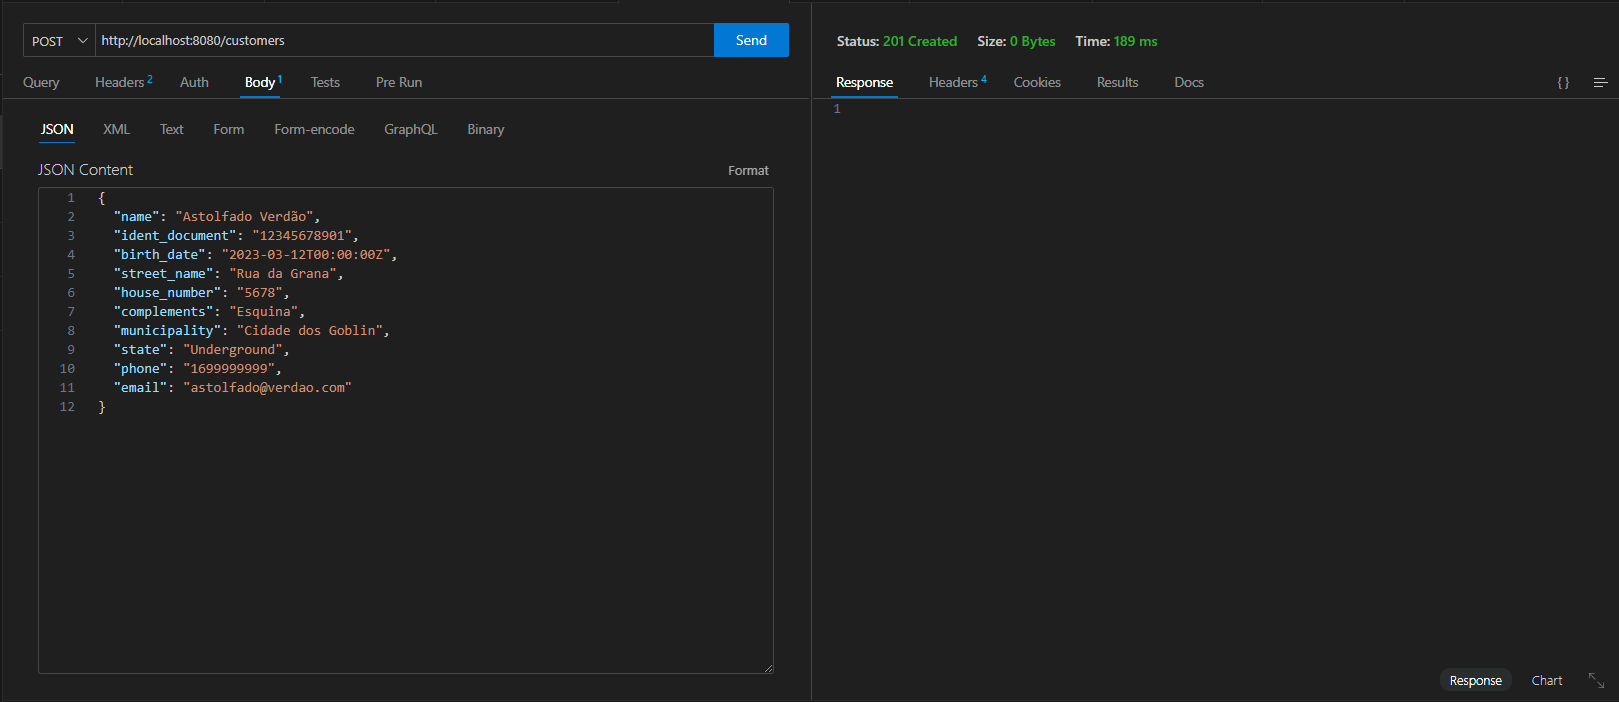 POST http://localhost:8080/customers Send
Query Headers 2 Auth Body 1 Tests Pre Run
JSON XML Text Form Form-encode GraphQL Binary
JSON Content Format
1 {
2 "name": "Astolfado Verdão",
3 "ident_document": "12345678901",
4 "birth_date": "2023-03-12T00:00:00Z",
5 "street_name": "Rua da Grana",
6 "house_number": "5678",
7 "complements": "Esquina",
8 "municipality": "Cidade dos Goblin",
9 "state": "Underground",
10 "phone": "1699999999",
11 "email": "astolfado@verdao.com"
12 }
Status: 201 Created Size: 0 Bytes Time: 189 ms
Response Headers 4 Cookies Results Docs { }
1
Response Chart